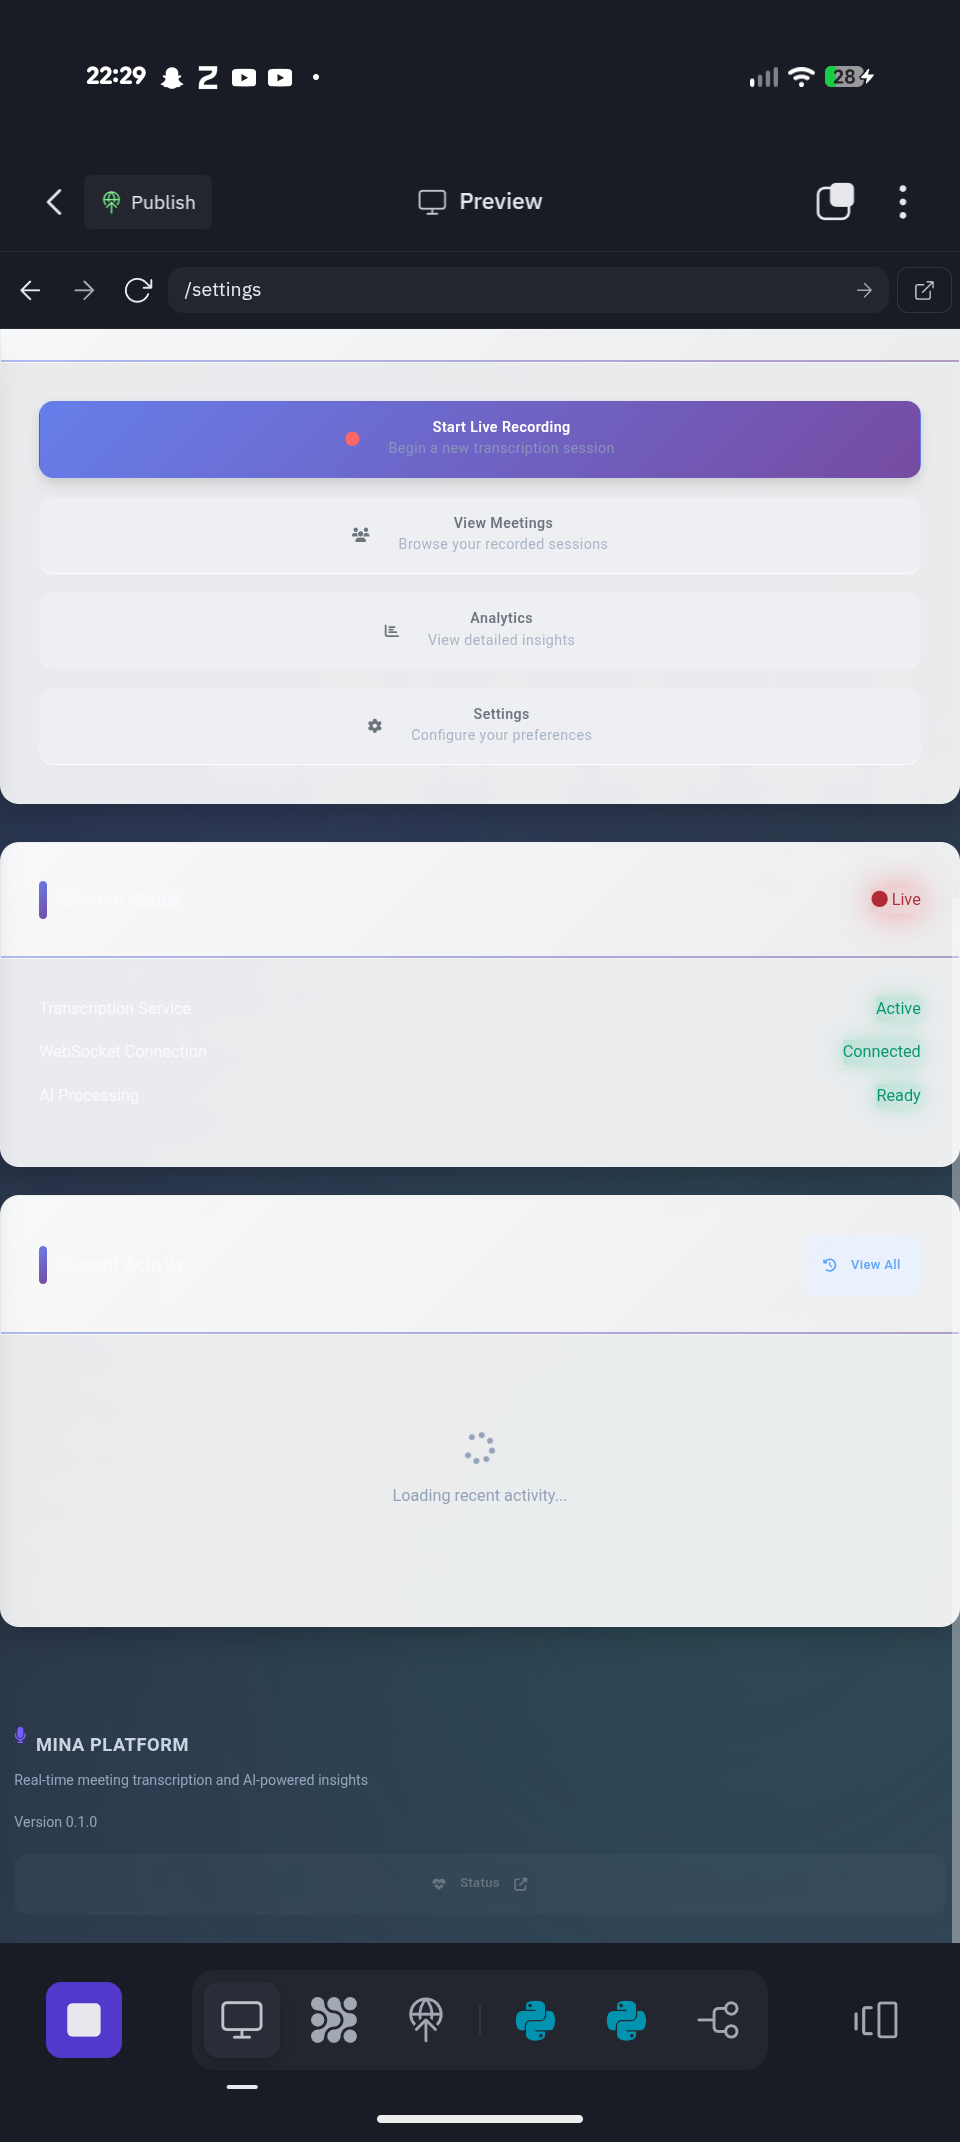 22:29
28
Publish
Preview
/settings
Start Live Recording
Begin a new transcription session
View Meetings
Browse your recorded sessions
Analytics
View detailed insights
Settings
Configure your preferences
System Status
Live
Transcription Service
Active
WebSocket Connection
Connected
AI Processing
Ready
Recent Activity
View All
Loading recent activity...
MINA PLATFORM
Real-time meeting transcription and AI-powered insights
Version 0.1.0
Status